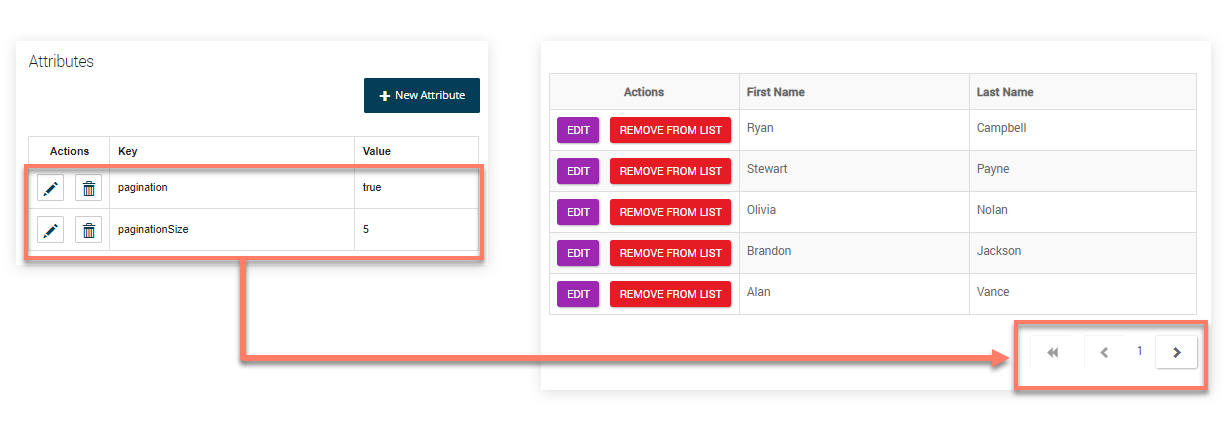 Attributes
New Attribute
Actions Key Value
pagination true
paginationSize 5
Actions First Name Last Name
EDIT REMOVE FROM LIST Ryan Campbell
EDIT REMOVE FROM LIST Stewart Payne
EDIT REMOVE FROM LIST Olivia Nolan
EDIT REMOVE FROM LIST Brandon Jackson
EDIT REMOVE FROM LIST Alan Vance
1